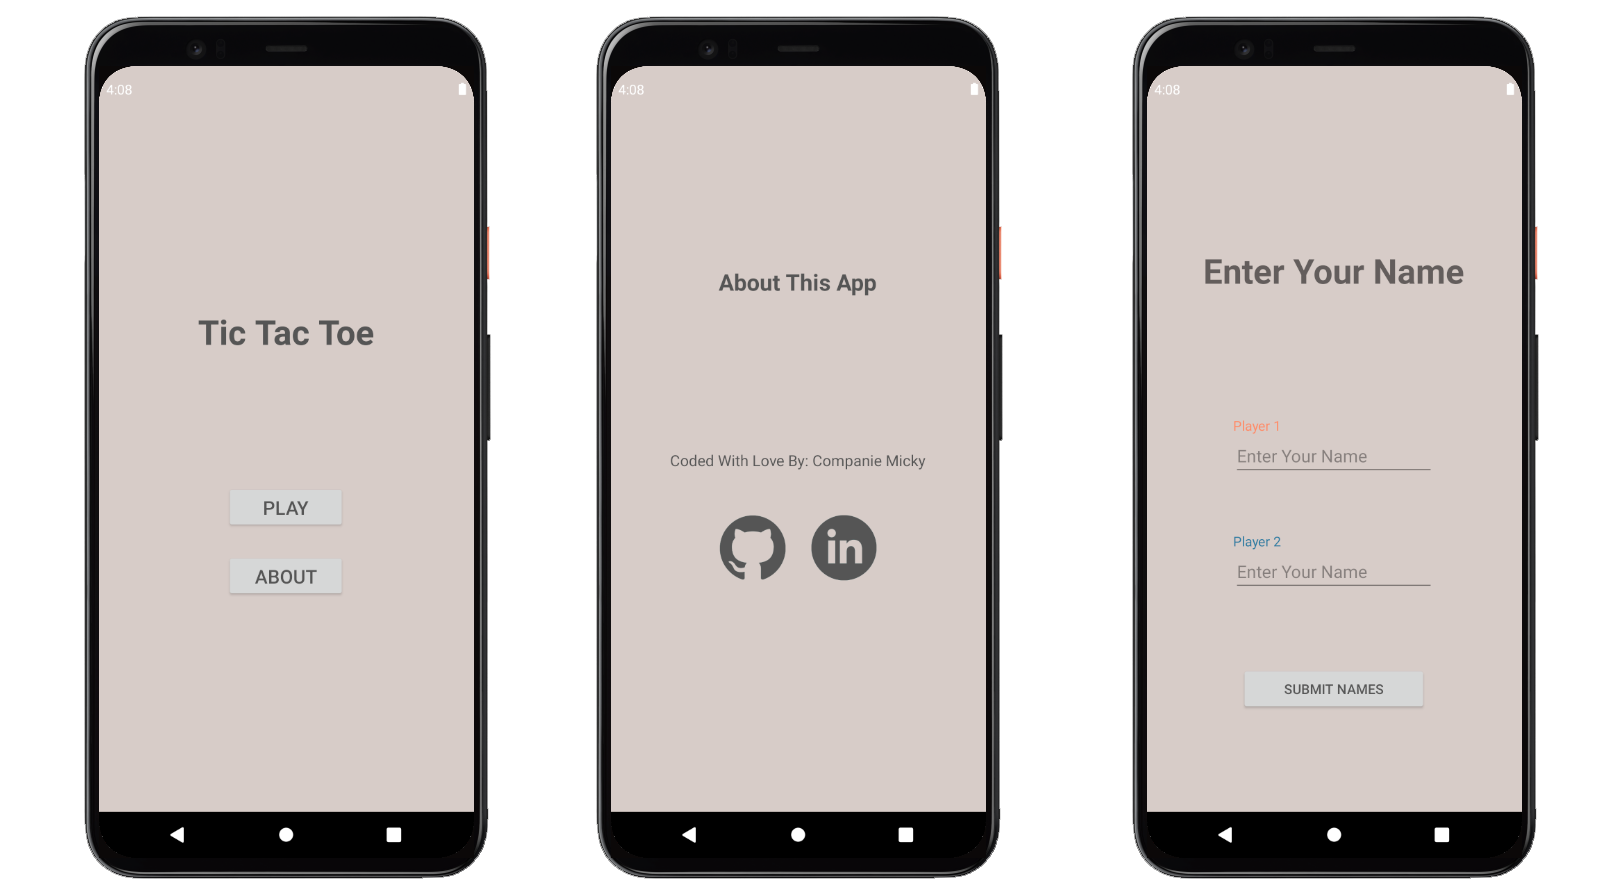 4:08
Tic Tac Toe
PLAY
ABOUT
4:08
About This App
Coded With Love By: Companie Micky
in
4:08
Enter Your Name
Player 1
Enter Your Name
Player 2
Enter Your Name
SUBMIT NAMES